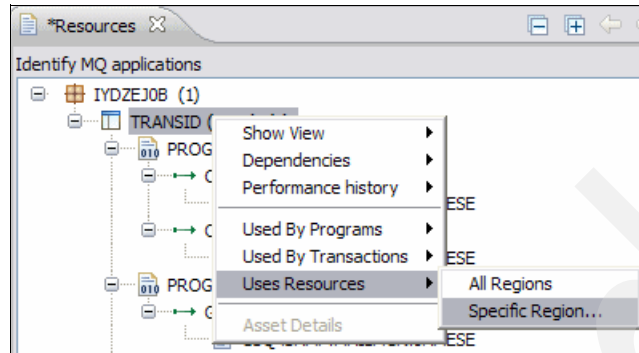 *Resources
Identify MQ applications
IYDZEJ0B (1)
TRANSID (
Show View
PROG
Dependencies
Performance history
ESE
Used By Programs
Used By Transactions
ESE
PROG
Uses Resources
All Regions
Specific Region...
Asset Details
ESE